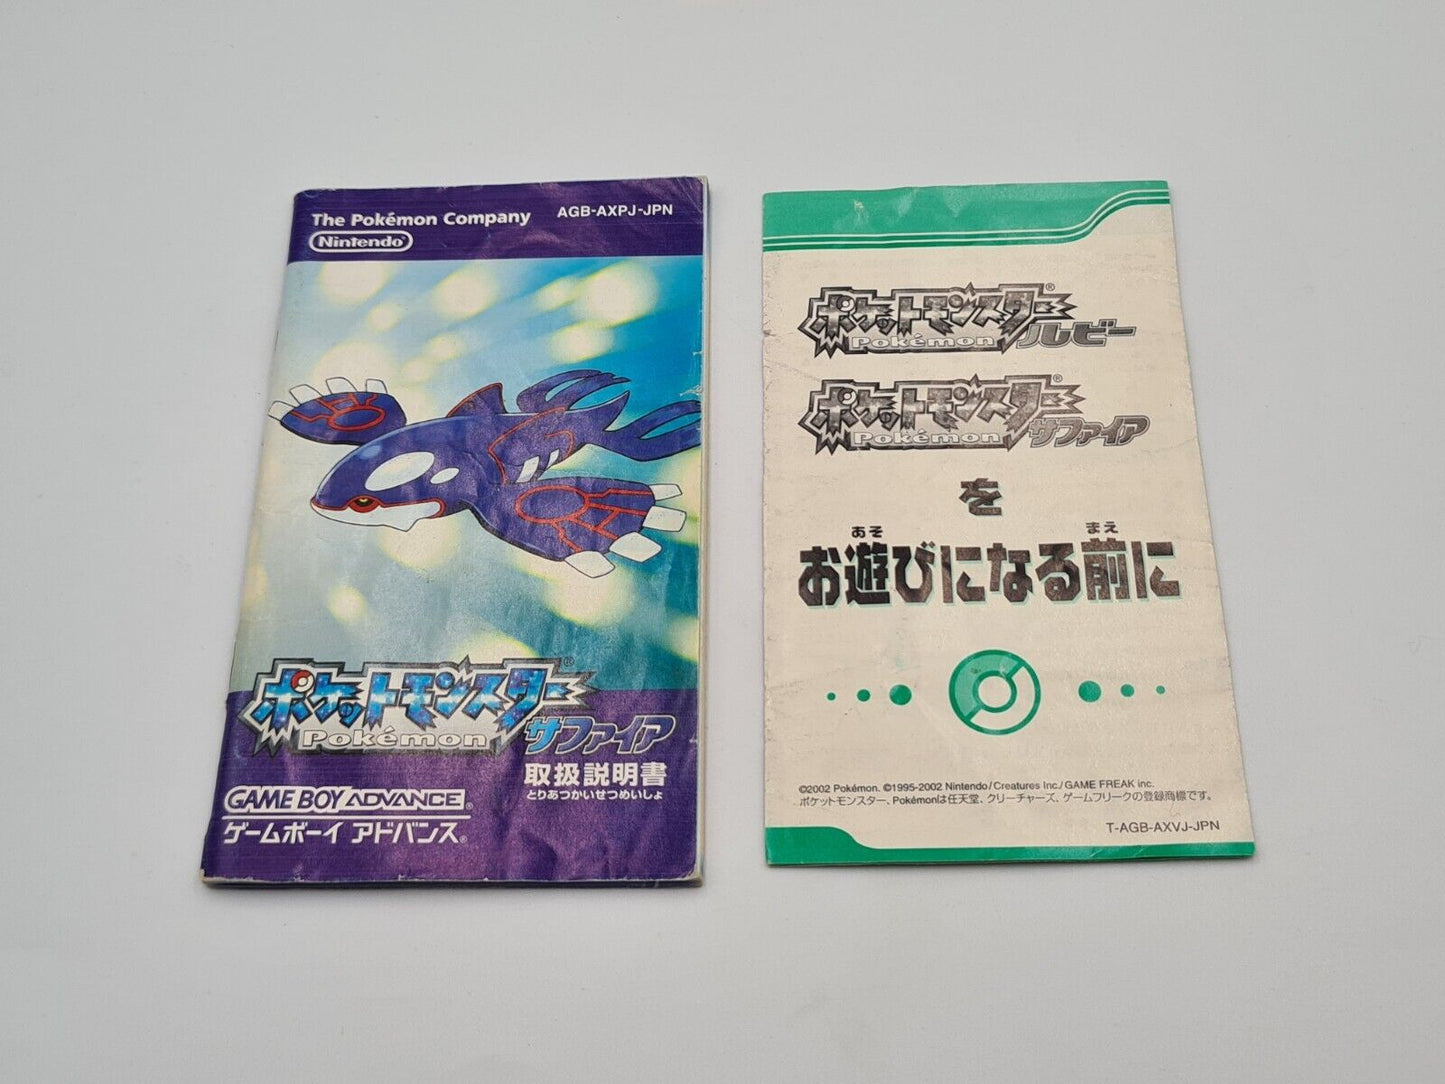 The Pokémon Company AGB-AXPJ-JPN
Nintendo®
ポケットモンスター®
Pokémon サファイア
取扱説明書
とりあつかいせつめいしょ
GAME BOY ADVANCE®
ゲームボーイ アドバンス®
ポケットモンスター®
Pokémon ルビー
ポケットモンスター®
Pokémon サファイア
を
あそ まえ
お遊びになる前に
©2002 Pokémon. ©1995-2002 Nintendo/Creatures Inc./GAME FREAK inc.
ポケットモンスター、Pokémonは任天堂、クリーチャーズ、ゲームフリークの登録商標です。
T-AGB-AXVJ-JPN